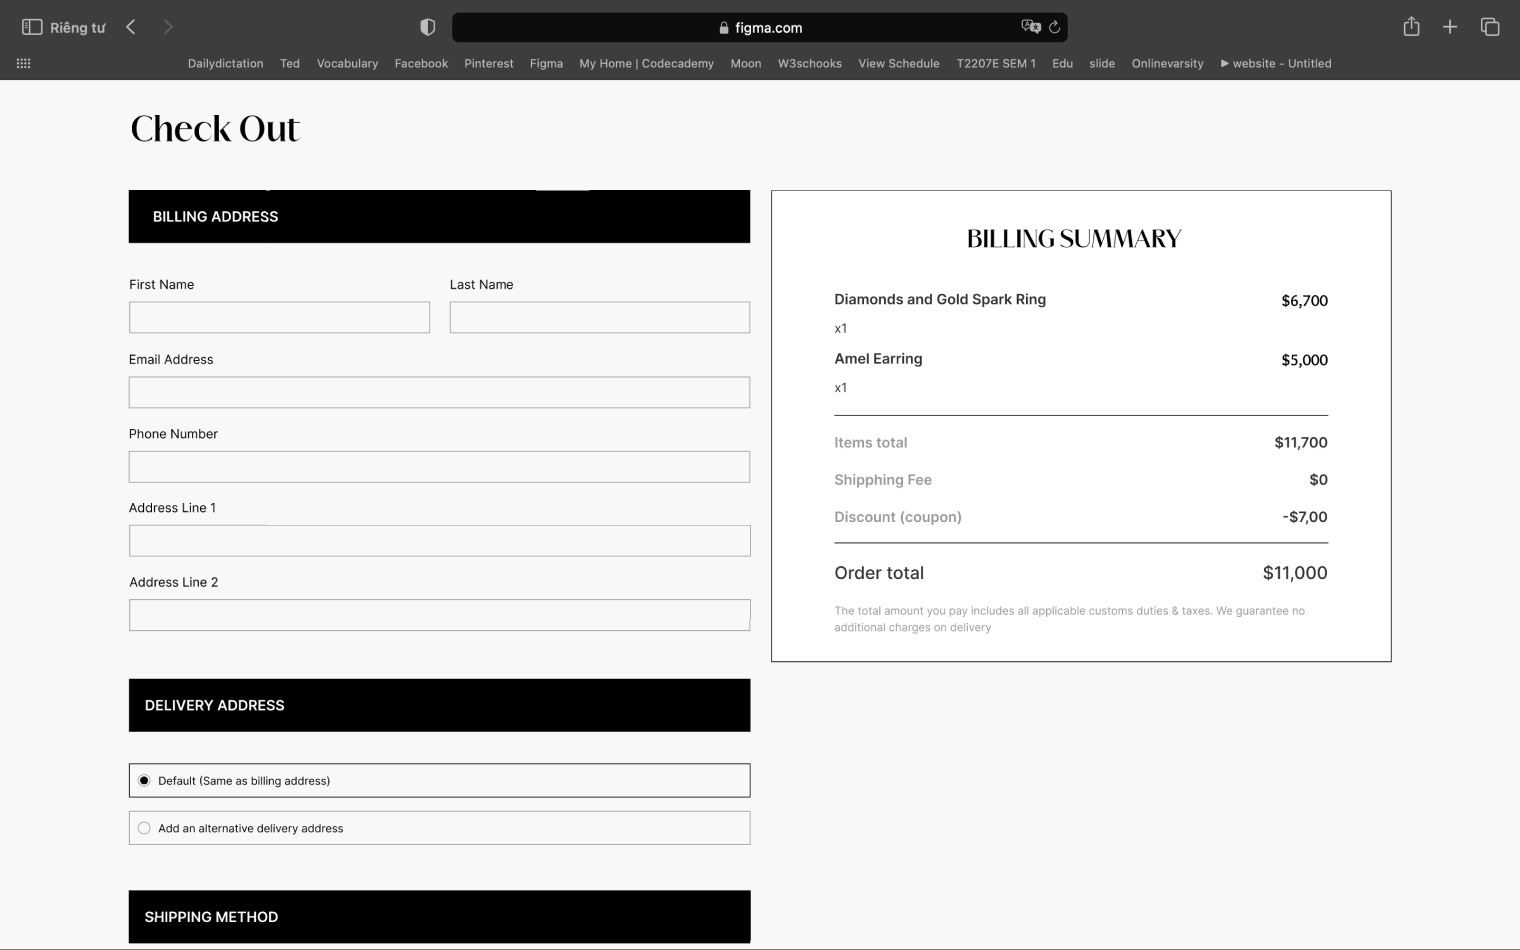 Riêng tư
figma.com
Dailydictation Ted Vocabulary Facebook Pinterest Figma My Home | Codecademy Moon W3schooks View Schedule T2207E SEM 1 Edu slide Onlinevarsity ▶ website - Untitled
Check Out
BILLING ADDRESS
First Name Last Name
Email Address
Phone Number
Address Line 1
Address Line 2
DELIVERY ADDRESS
Default (Same as billing address)
Add an alternative delivery address
SHIPPING METHOD
BILLING SUMMARY
Diamonds and Gold Spark Ring $6,700
x1
Amel Earring $5,000
x1
Items total $11,700
Shipphing Fee $0
Discount (coupon) -$7,00
Order total $11,000
The total amount you pay includes all applicable customs duties & taxes. We guarantee no
additional charges on delivery